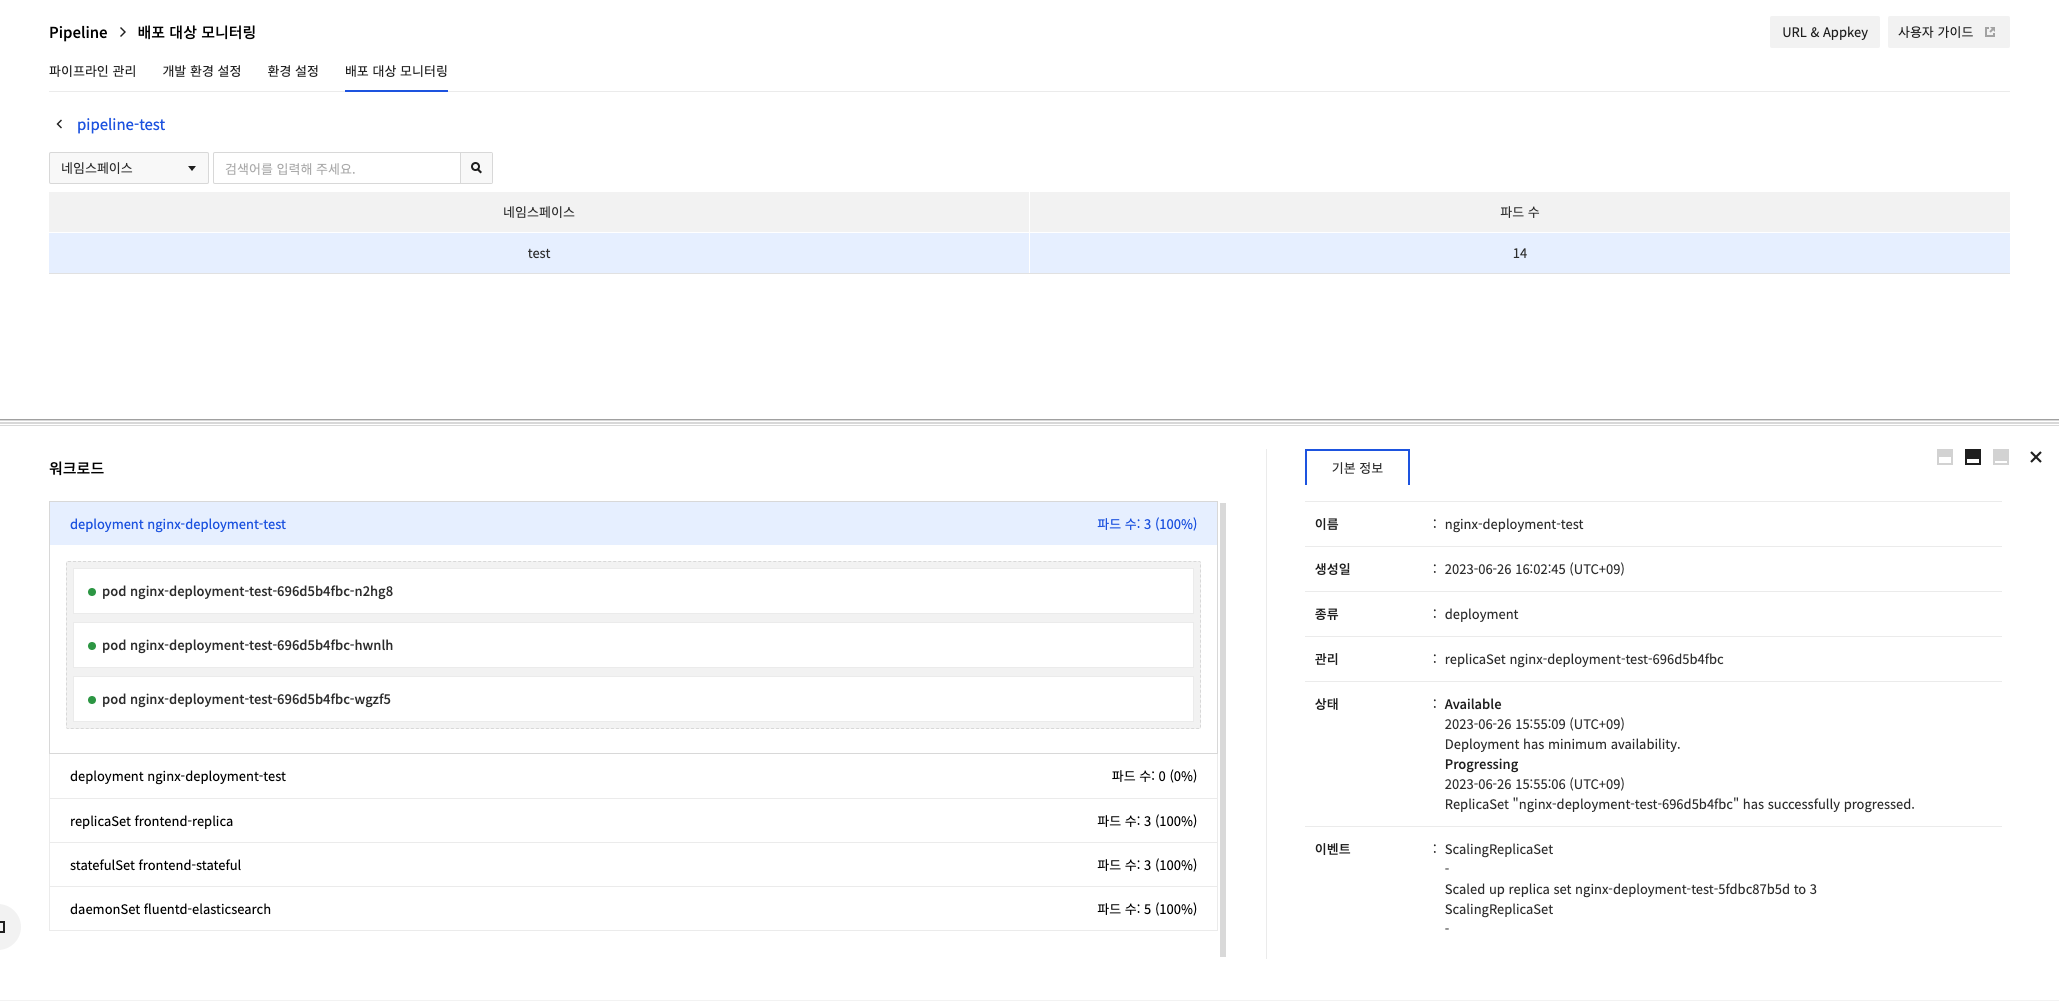 Pipeline > 배포 대상 모니터링
URL & Appkey
사용자 가이드
파이프라인 관리
개발 환경 설정
환경 설정
배포 대상 모니터링
pipeline-test
네임스페이스
검색어를 입력해 주세요.
네임스페이스
파드 수
test
14
워크로드
deployment nginx-deployment-test
파드 수: 3 (100%)
pod nginx-deployment-test-696d5b4fbc-n2hg8
pod nginx-deployment-test-696d5b4fbc-hwnlh
pod nginx-deployment-test-696d5b4fbc-wgzf5
deployment nginx-deployment-test
파드 수: 0 (0%)
replicaSet frontend-replica
파드 수: 3 (100%)
statefulSet frontend-stateful
파드 수: 3 (100%)
daemonSet fluentd-elasticsearch
파드 수: 5 (100%)
기본 정보
이름 : nginx-deployment-test
생성일 : 2023-06-26 16:02:45 (UTC+09)
종류 : deployment
관리 : replicaSet nginx-deployment-test-696d5b4fbc
상태 : Available
2023-06-26 15:55:09 (UTC+09)
Deployment has minimum availability.
Progressing
2023-06-26 15:55:06 (UTC+09)
ReplicaSet "nginx-deployment-test-696d5b4fbc" has successfully progressed.
이벤트 : ScalingReplicaSet
-
Scaled up replica set nginx-deployment-test-5fdbc87b5d to 3
ScalingReplicaSet
-